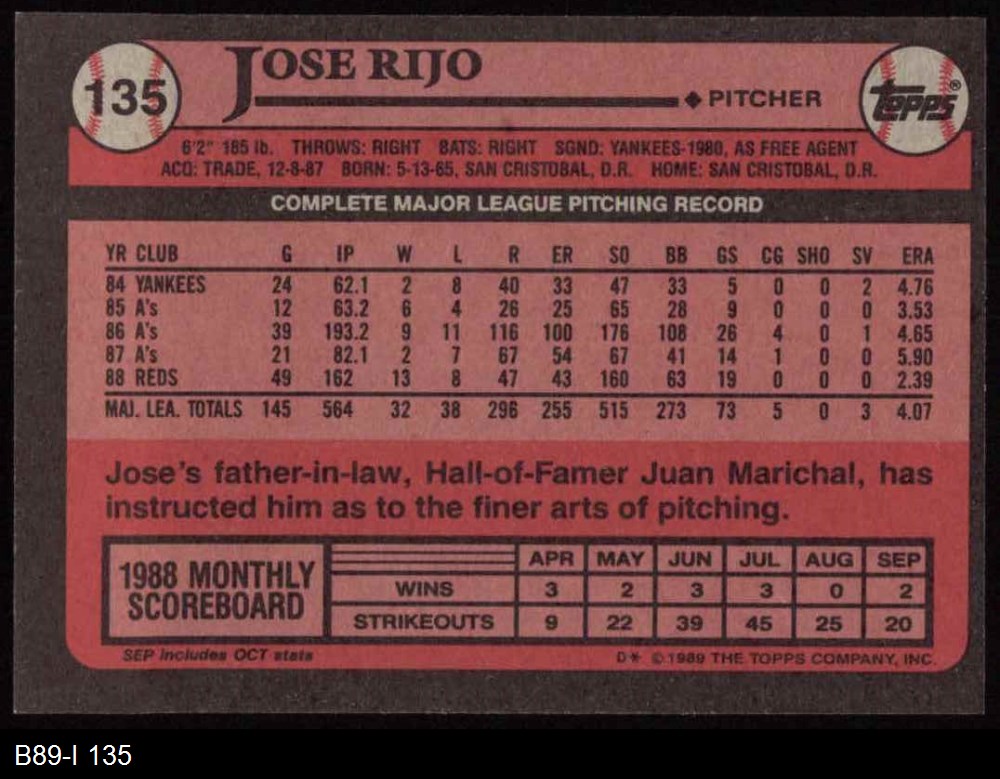 135
JOSE RIJO
PITCHER
Topps®
6'2" 185 lb. THROWS: RIGHT BATS: RIGHT SGND: YANKEES-1980, AS FREE AGENT
ACQ: TRADE, 12-8-87 BORN: 5-13-65, SAN CRISTOBAL, D.R. HOME: SAN CRISTOBAL, D.R.
COMPLETE MAJOR LEAGUE PITCHING RECORD
YR CLUB G IP W L R ER SO BB GS CG SHO SV ERA
84 YANKEES 24 62.1 2 8 40 33 47 33 5 0 0 2 4.76
85 A's 12 63.2 6 4 26 25 65 28 9 0 0 0 3.53
86 A's 39 193.2 9 11 116 100 176 108 26 4 0 1 4.65
87 A's 21 82.1 2 7 67 54 67 41 14 1 0 0 5.90
88 REDS 49 162 13 8 47 43 160 63 19 0 0 0 2.39
MAJ. LEA. TOTALS 145 564 32 38 296 255 515 273 73 5 0 3 4.07
Jose's father-in-law, Hall-of-Famer Juan Marichal, has
instructed him as to the finer arts of pitching.
1988 MONTHLY
SCOREBOARD
APR MAY JUN JUL AUG SEP
WINS 3 2 3 3 0 2
STRIKEOUTS 9 22 39 45 25 20
SEP includes OCT stats
D* © 1989 THE TOPPS COMPANY, INC.
B89-I 135